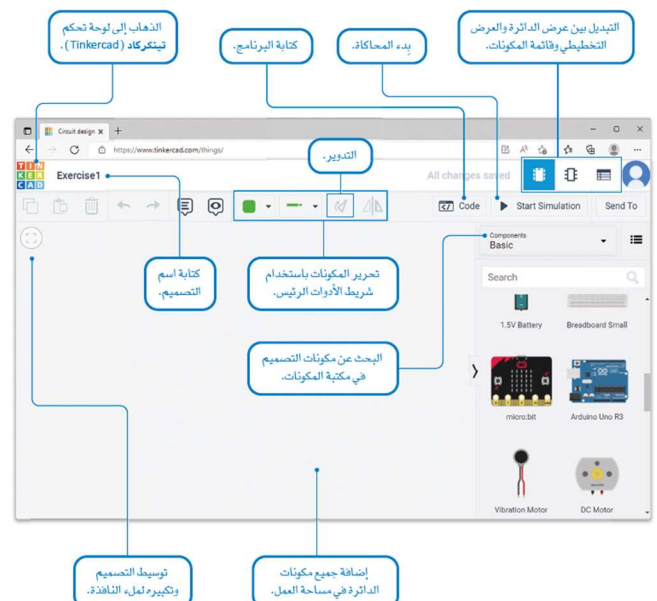 الذهاب إلى لوحة تحكم
تينكركاد (Tinkercad).
كتابة البرنامج.
بدء المحاكاة.
التبديل بين عرض الدائرة والعرض
التخطيطي وقائمة المكونات.
Circuit design
https://www.tinkercad.com/things/
TIN
KER
CAD
Exercise1
التدوير.
All changes saved
Code
Start Simulation
Send To
كتابة اسم
التصميم.
تحرير المكونات باستخدام
شريط الأدوات الرئيس.
Components
Basic
Search
1.5V Battery
Breadboard Small
البحث عن مكونات التصميم
في مكتبة المكونات.
micro:bit
Arduino Uno R3
Vibration Motor
DC Motor
توسيط التصميم
وتكبيره لملء النافذة.
إضافة جميع مكونات
الدائرة في مساحة العمل.